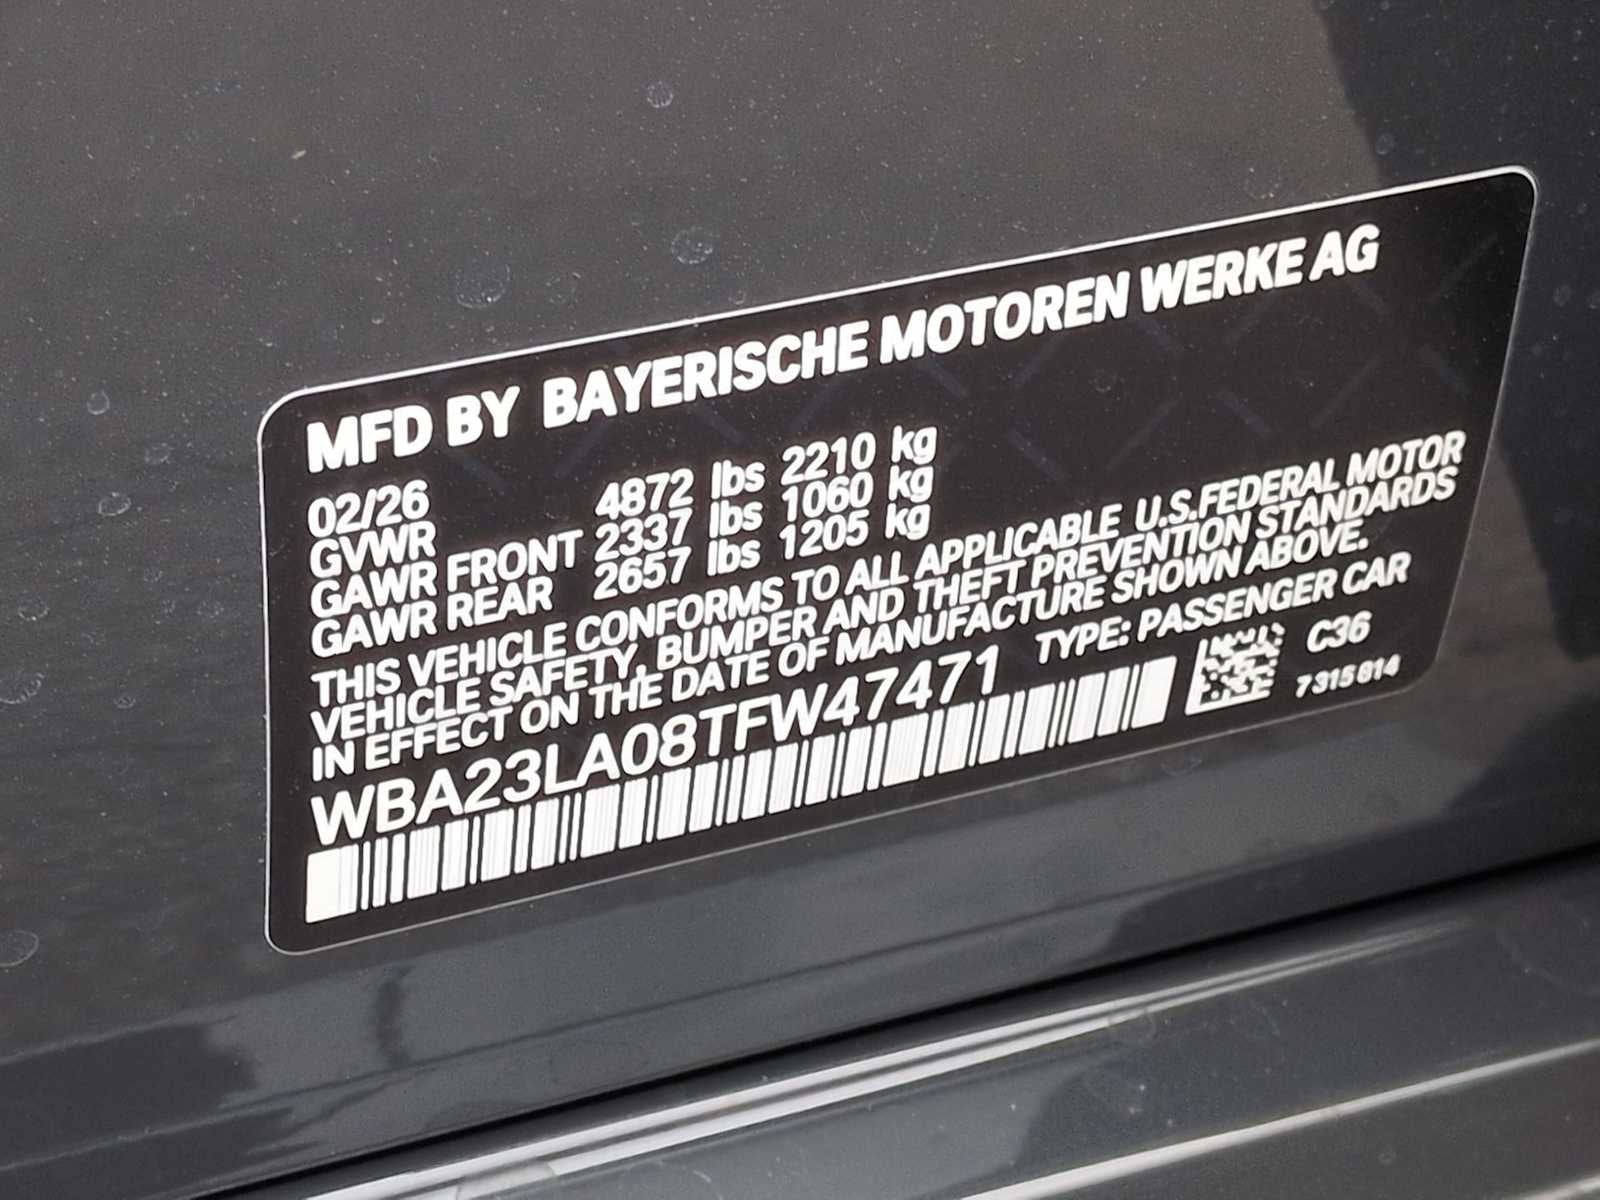 MFD BY BAYERISCHE MOTOREN WERKE AG
02/26
GVWR 4872 lbs 2210 kg
GAWR FRONT 2337 lbs 1060 kg
GAWR REAR 2657 lbs 1205 kg
THIS VEHICLE CONFORMS TO ALL APPLICABLE U.S.FEDERAL MOTOR
VEHICLE SAFETY, BUMPER AND THEFT PREVENTION STANDARDS
IN EFFECT ON THE DATE OF MANUFACTURE SHOWN ABOVE.
WBA23LA08TFW47471 TYPE: PASSENGER CAR
C36
7315814